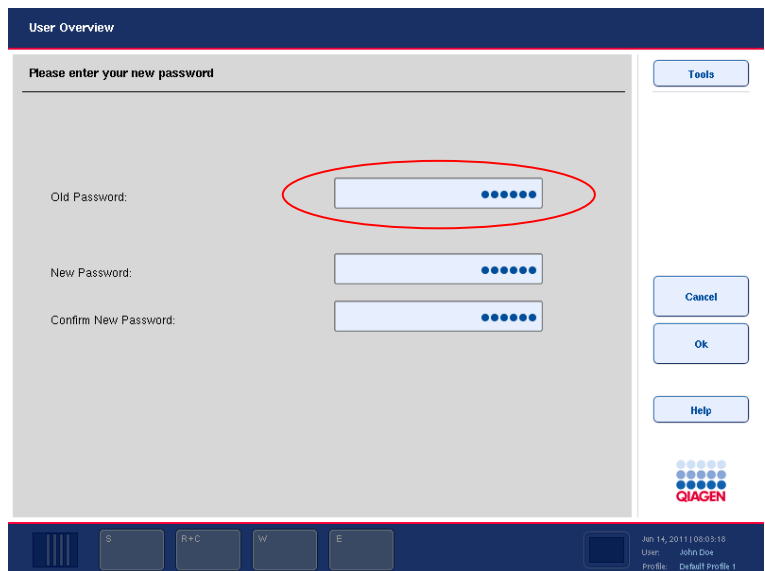 User Overview
Please enter your new password
Tools
Old Password:
New Password:
Confirm New Password:
Cancel
Ok
Help
QIAGEN
S
R+C
W
E
Jun 14, 2011 | 08:03:18
User: John Doe
Profile: Default Profile 1